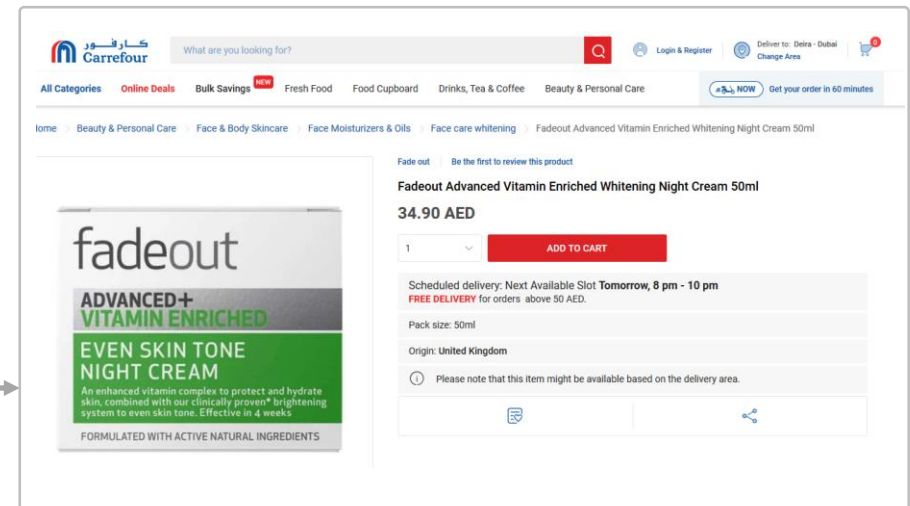 كارفور
Carrefour
What are you looking for?
Login & Register
Deliver to: Deira - Dubai
Change Area
0
All Categories
Online Deals
Bulk Savings NEW
Fresh Food
Food Cupboard
Drinks, Tea & Coffee
Beauty & Personal Care
NOW
Get your order in 60 minutes
Beauty & Personal Care
Face & Body Skincare
Face Moisturizers & Oils
Face care whitening
Fadeout Advanced Vitamin Enriched Whitening Night Cream 50ml
fadeout
ADVANCED+
VITAMIN ENRICHED
EVEN SKIN TONE
NIGHT CREAM
An enhanced vitamin complex to protect and hydrate
skin, combined with our clinically proven* brightening
system to even skin tone. Effective in 4 weeks
FORMULATED WITH ACTIVE NATURAL INGREDIENTS
Fade out
Be the first to review this product
Fadeout Advanced Vitamin Enriched Whitening Night Cream 50ml
34.90 AED
1
ADD TO CART
Scheduled delivery: Next Available Slot Tomorrow, 8 pm - 10 pm
FREE DELIVERY for orders above 50 AED.
Pack size: 50ml
Origin: United Kingdom
Please note that this item might be available based on the delivery area.